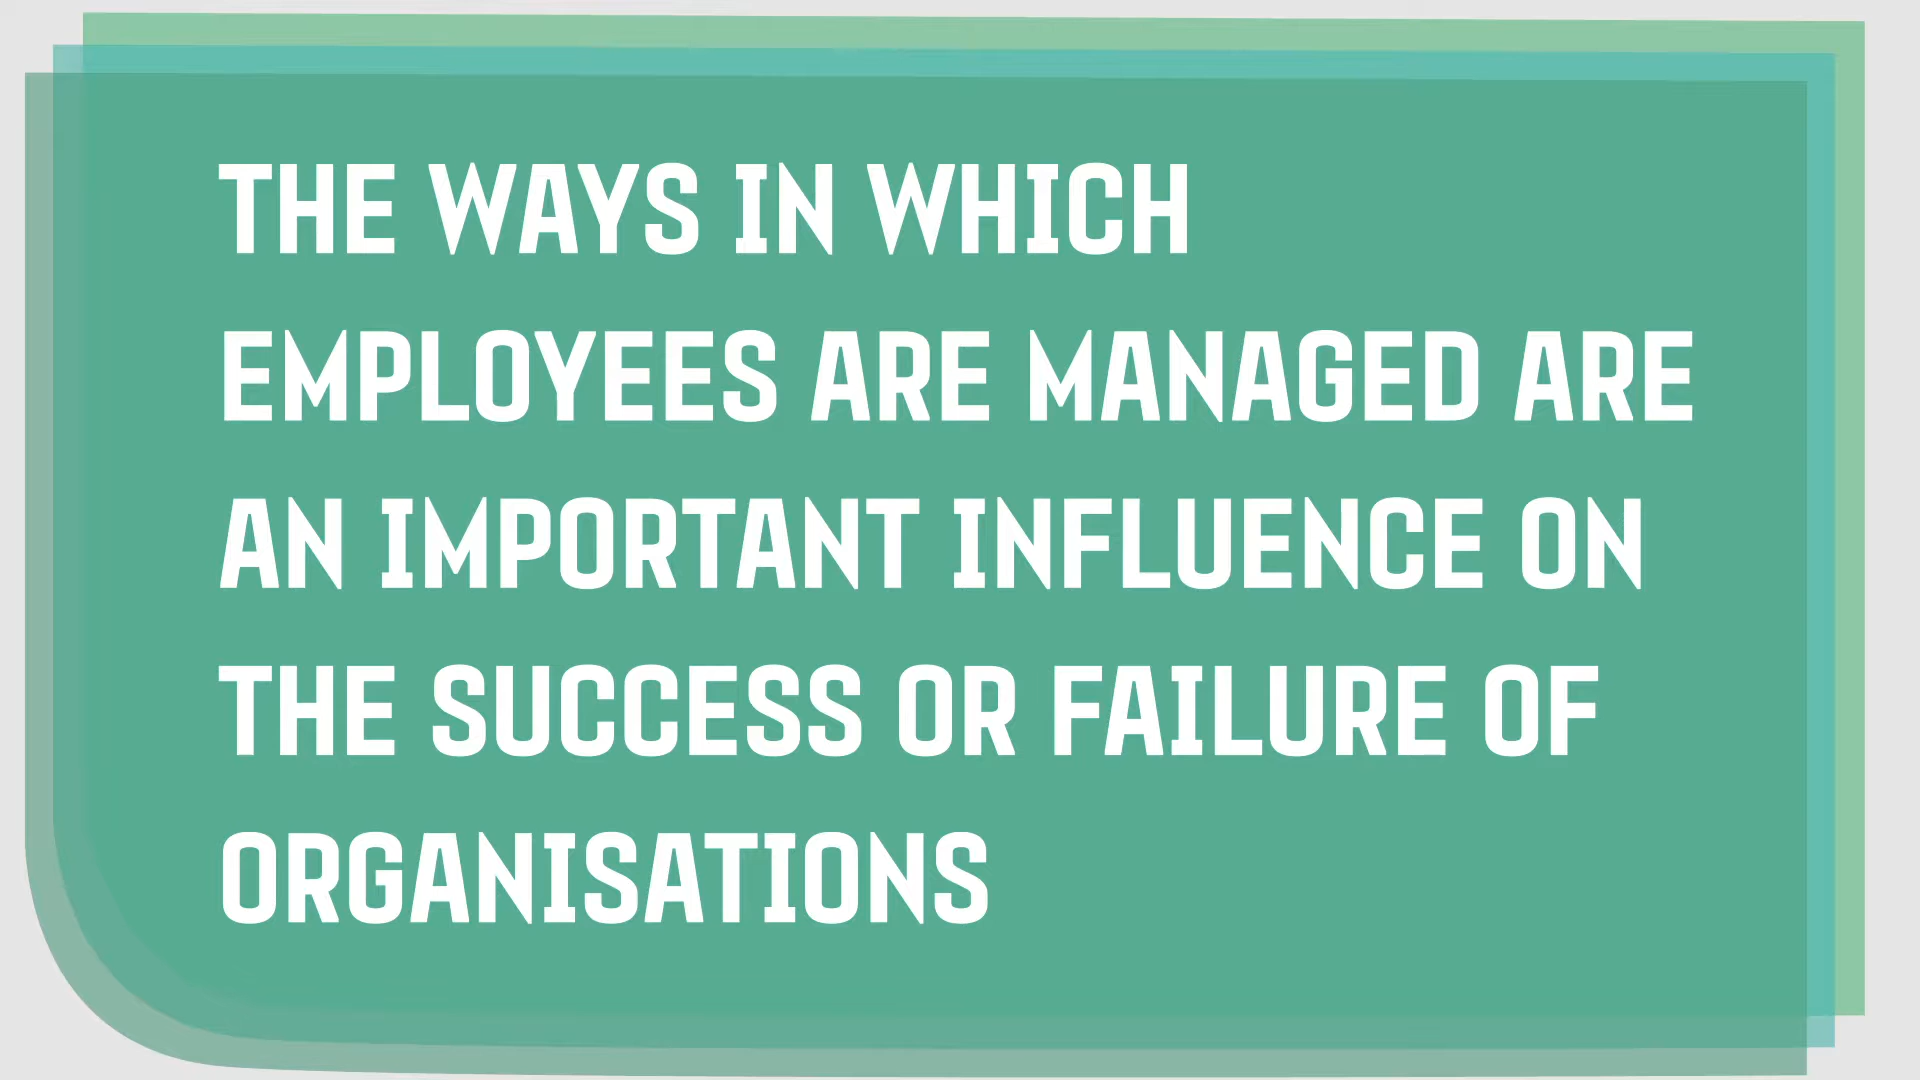 THE WAYS IN WHICH
EMPLOYEES ARE MANAGED ARE
AN IMPORTANT INFLUENCE ON
THE SUCCESS OR FAILURE OF
ORGANISATIONS